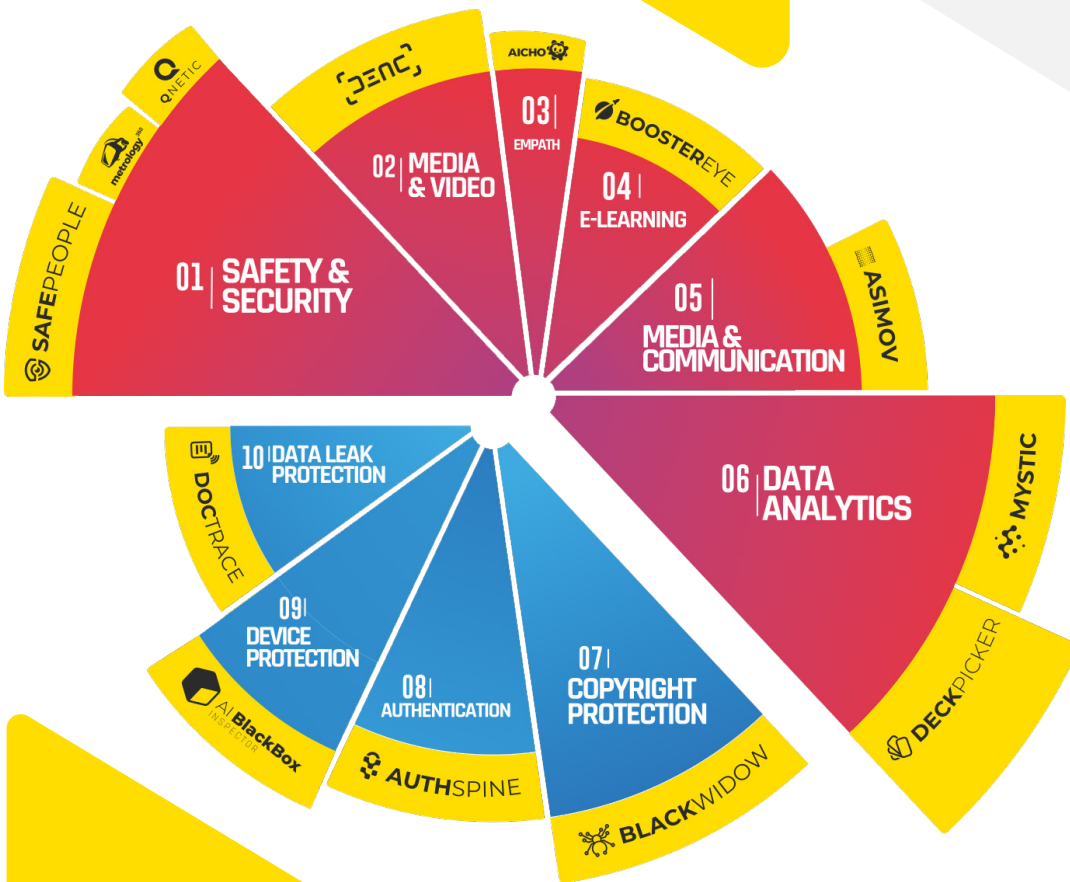 SAFEPEOPLE
metrology 360
QNETIC
01 SAFETY &
SECURITY
02 MEDIA
& VIDEO
AICHO
03
EMPATH
BOOSTEREYE
04
E-LEARNING
ASIMOV
05
MEDIA &
COMMUNICATION
MYSTIC
DECKPICKER
06 DATA
ANALYTICS
07
COPYRIGHT
PROTECTION
BLACKWIDOW
08
AUTHENTICATION
AUTHSPINE
09
DEVICE
PROTECTION
AI BlackBox
INSPECTOR
10 DATA LEAK
PROTECTION
DOCTRACE